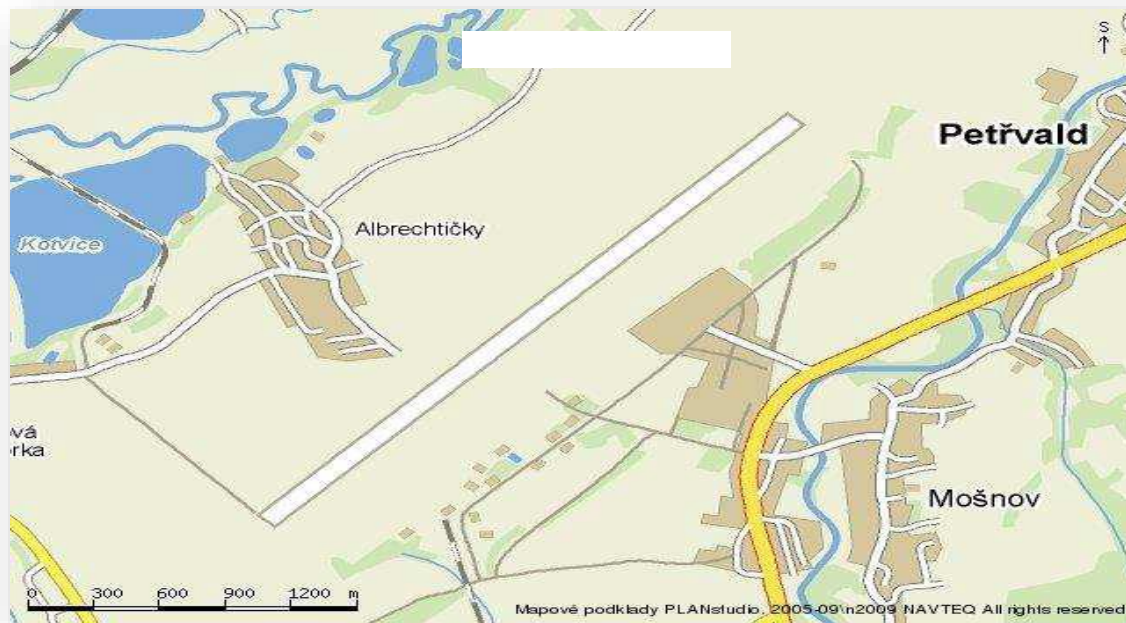 S
Petřvald
Albrechtičky
Kotvice
vá
rka
Mošnov
0 300 600 900 1200 m
Mapové podklady PLANstudio, 2005-09\n2009 NAVTEQ All rights reserved